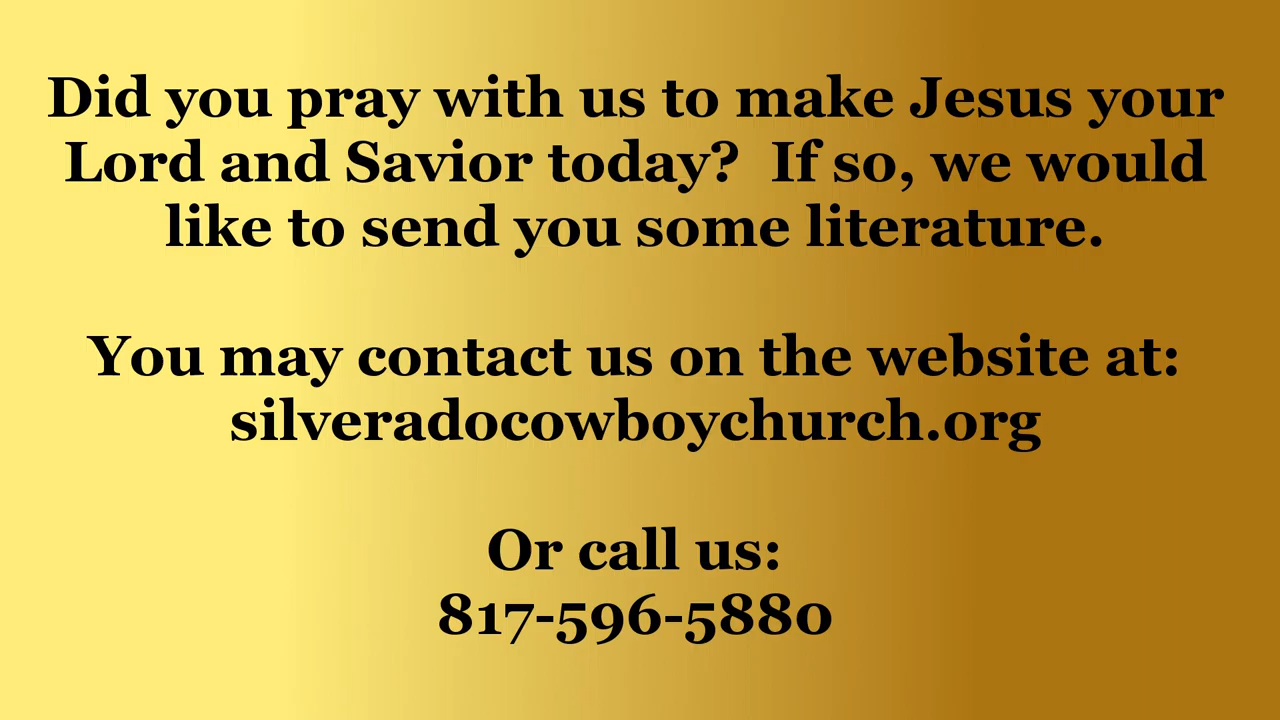 Did you pray with us to make Jesus your
Lord and Savior today?  If so, we would
like to send you some literature.
You may contact us on the website at:
silveradocowboychurch.org
Or call us:
817-596-5880